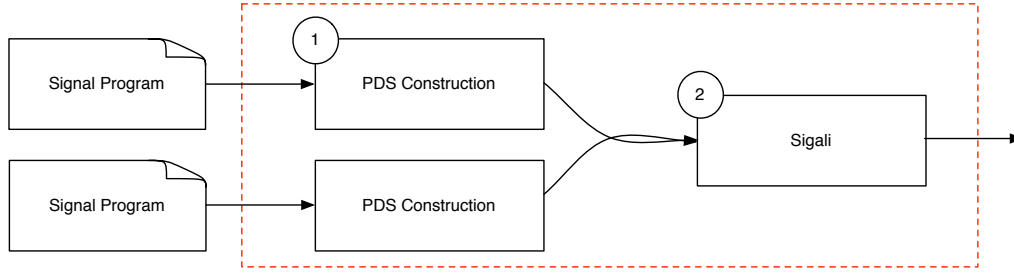 1
Signal Program
PDS Construction
2
Sigali
Signal Program
PDS Construction